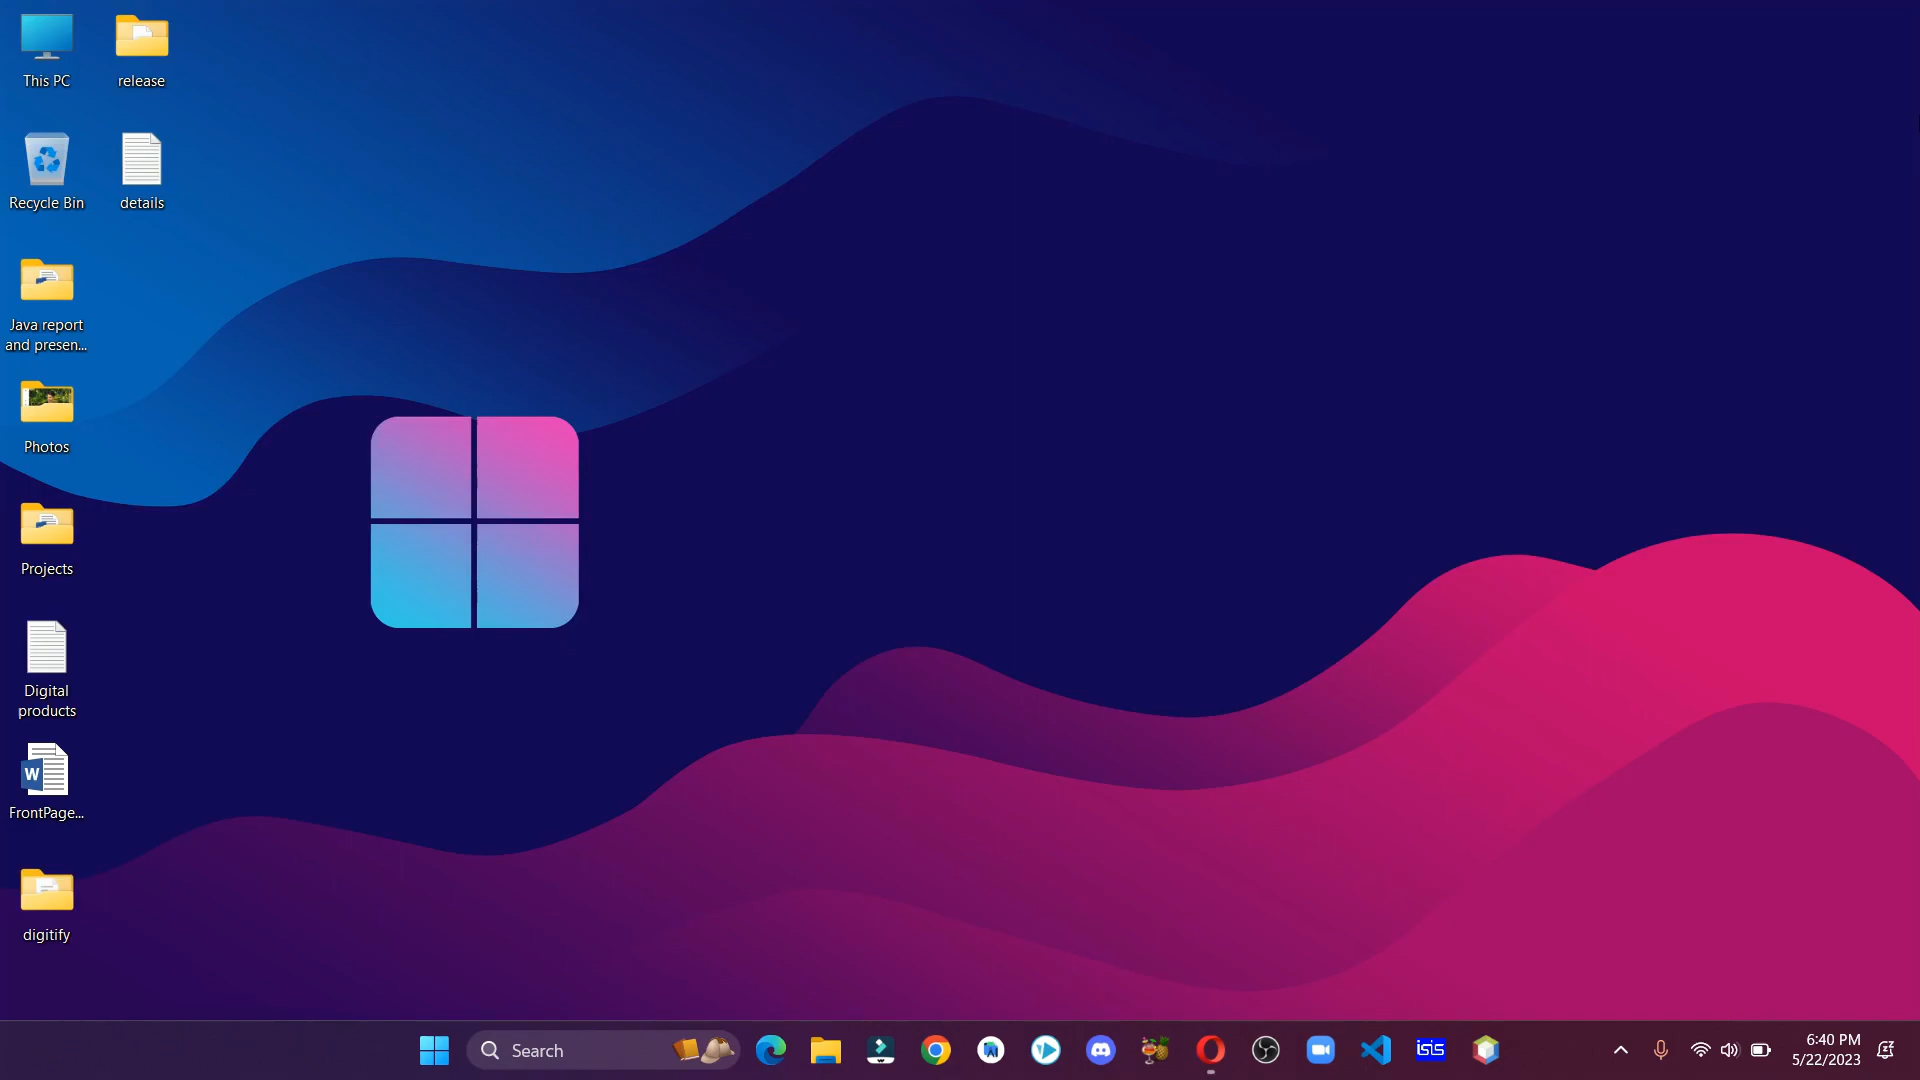 This PC
release
Recycle Bin
details
Java report
and presen...
Photos
Projects
Digital
products
W
FrontPage...
digitify
Search
6:40 PM
5/22/2023
isis